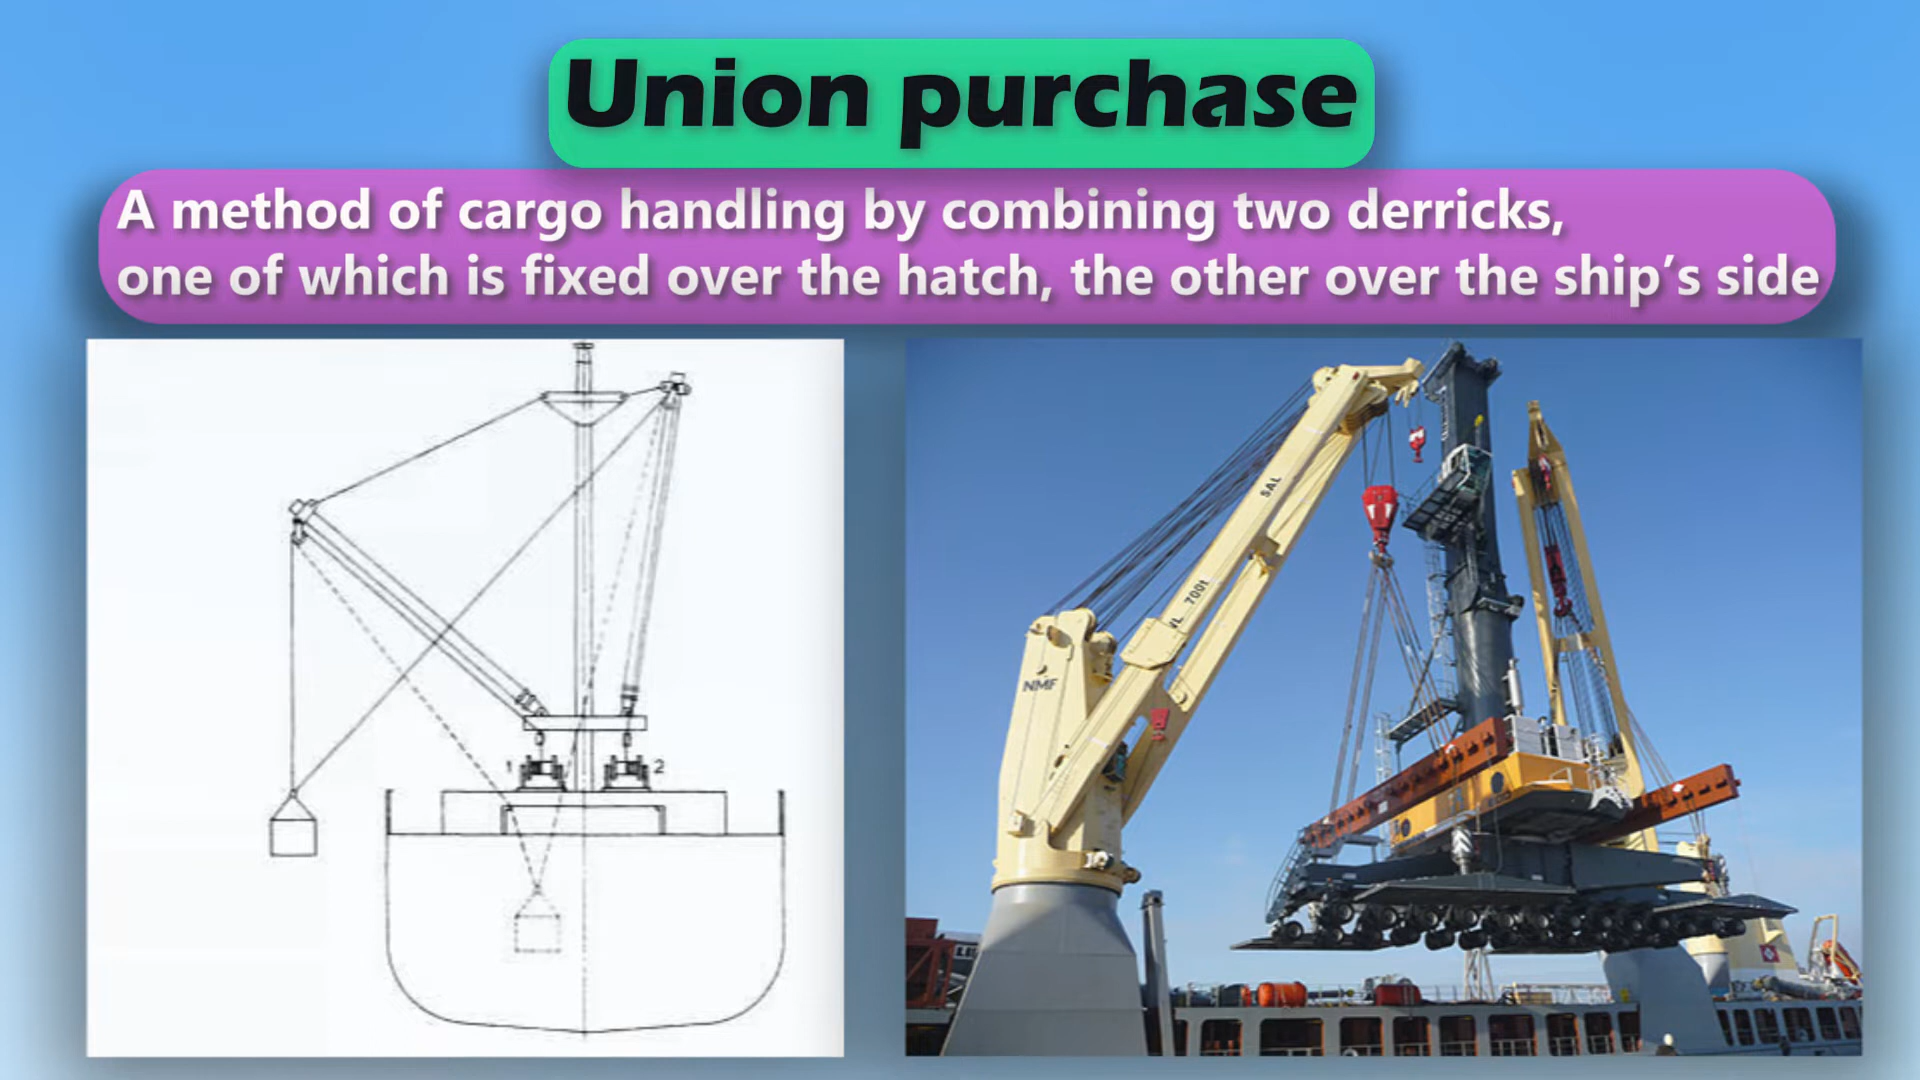 Union purchase
A method of cargo handling by combining two derricks,
one of which is fixed over the hatch, the other over the ship's side
1
2
SAL
700t
NMF